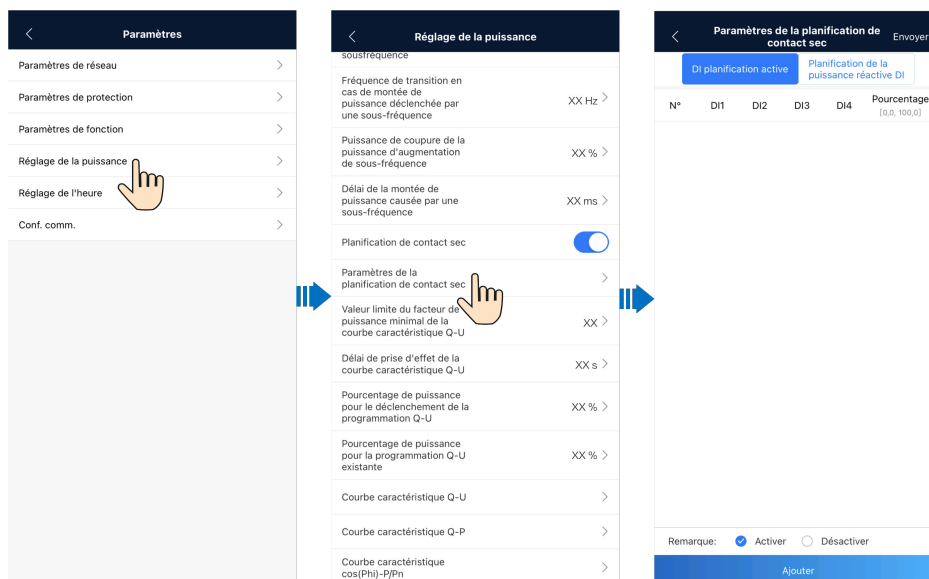 Paramètres
Paramètres de réseau
Paramètres de protection
Paramètres de fonction
Réglage de la puissance
Réglage de l'heure
Conf. comm.
Réglage de la puissance
sousfréquence
Fréquence de transition en
cas de montée de
puissance déclenchée par
une sous-fréquence
XX Hz
Puissance de coupure de la
puissance d'augmentation
de sous-fréquence
XX %
Délai de la montée de
puissance causée par une
sous-fréquence
XX ms
Planification de contact sec
Paramètres de la
planification de contact sec
Valeur limite du facteur de
puissance minimal de la
courbe caractéristique Q-U
XX
Délai de prise d'effet de la
courbe caractéristique Q-U
XX s
Pourcentage de puissance
pour le déclenchement de la
programmation Q-U
XX %
Pourcentage de puissance
pour la programmation Q-U
existante
XX %
Courbe caractéristique Q-U
Courbe caractéristique Q-P
Courbe caractéristique
cos(Phi)-P/Pn
Paramètres de la planification de
contact sec
Envoyer
DI planification active
Planification de la
puissance réactive DI
N° DI1 DI2 DI3 DI4 Pourcentage
[0,0, 100,0]
Remarque: Activer Désactiver
Ajouter